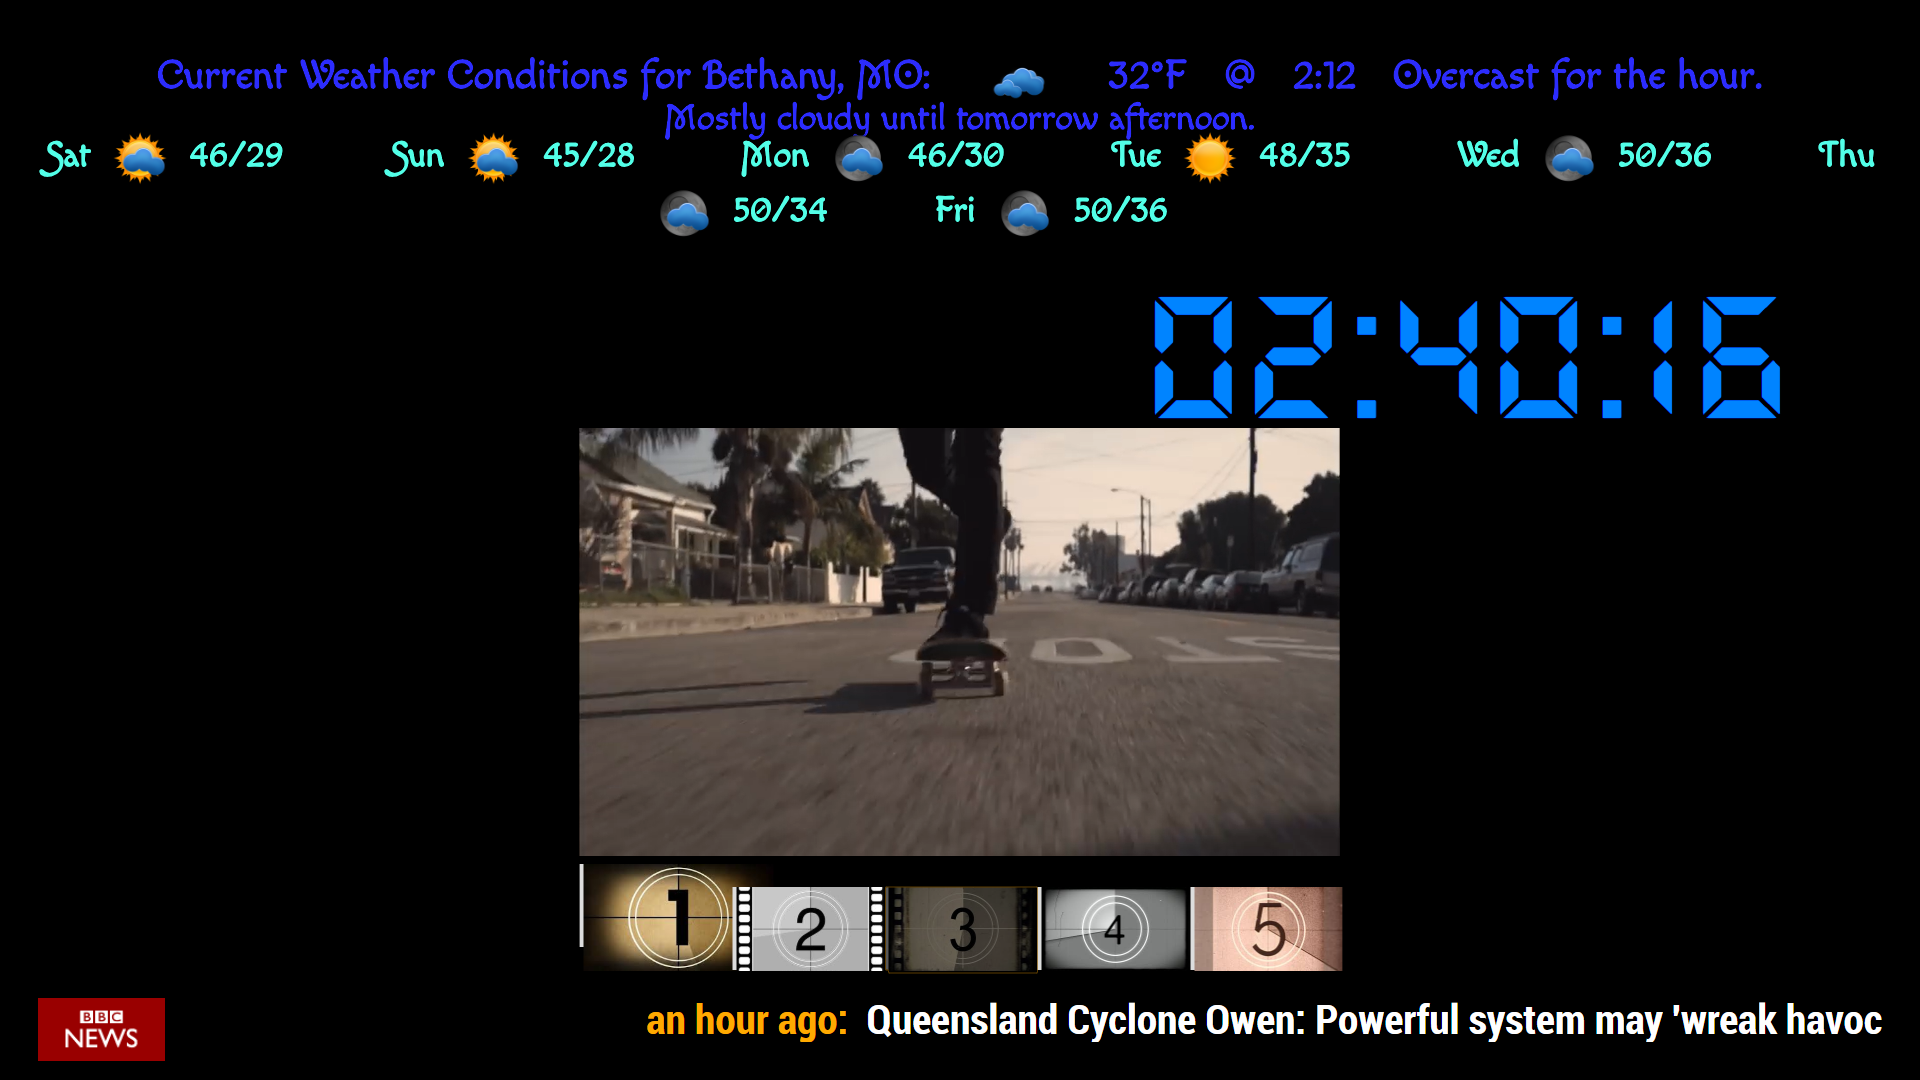 Current Weather Conditions for Bethany, MO: 32°F @ 2:12 Overcast for the hour.
Mostly cloudy until tomorrow afternoon.
Sat 46/29 Sun 45/28 Mon 46/30 Tue 48/35 Wed 50/36 Thu
50/34 Fri 50/36
02:40:16
1 2 3 4 5
BBC
NEWS
an hour ago: Queensland Cyclone Owen: Powerful system may 'wreak havoc